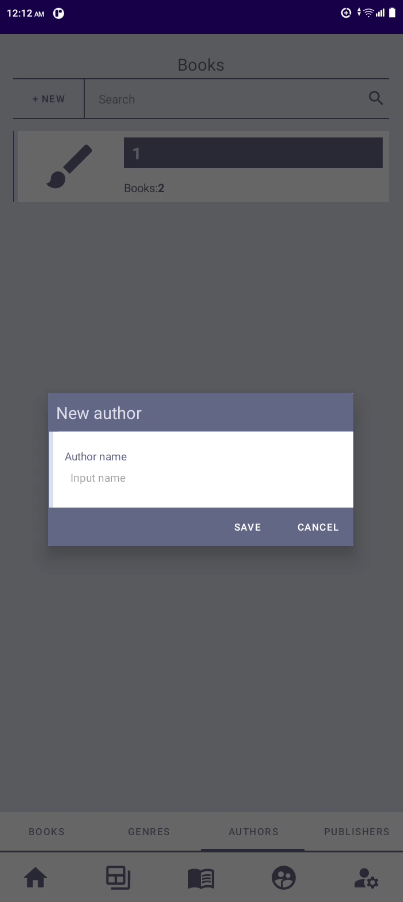 12:12 AM
Books
+ NEW
Search
1
Books:2
New author
Author name
Input name
SAVE
CANCEL
BOOKS
GENRES
AUTHORS
PUBLISHERS